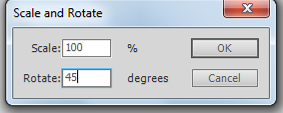 Scale and Rotate
Scale: 100 % OK
Rotate: 45 degrees Cancel